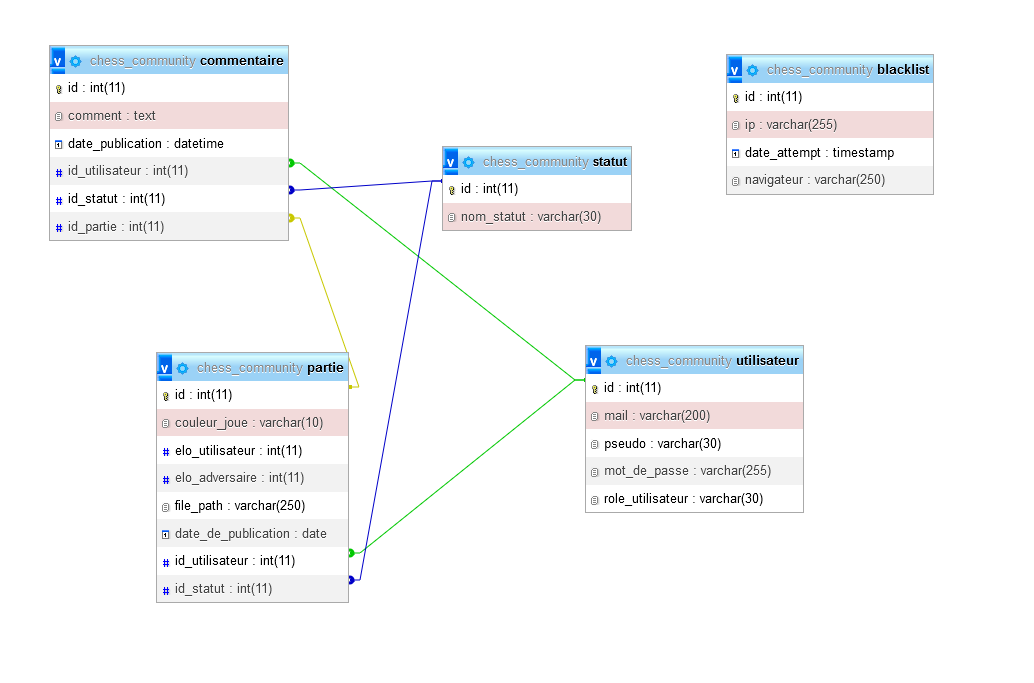 v chess_community commentaire
id : int(11)
comment : text
date_publication : datetime
# id_utilisateur : int(11)
# id_statut : int(11)
# id_partie : int(11)
v chess_community blacklist
id : int(11)
ip : varchar(255)
date_attempt : timestamp
navigateur : varchar(250)
v chess_community statut
id : int(11)
nom_statut : varchar(30)
v chess_community partie
id : int(11)
couleur_joue : varchar(10)
# elo_utilisateur : int(11)
# elo_adversaire : int(11)
file_path : varchar(250)
date_de_publication : date
# id_utilisateur : int(11)
# id_statut : int(11)
v chess_community utilisateur
id : int(11)
mail : varchar(200)
pseudo : varchar(30)
mot_de_passe : varchar(255)
role_utilisateur : varchar(30)